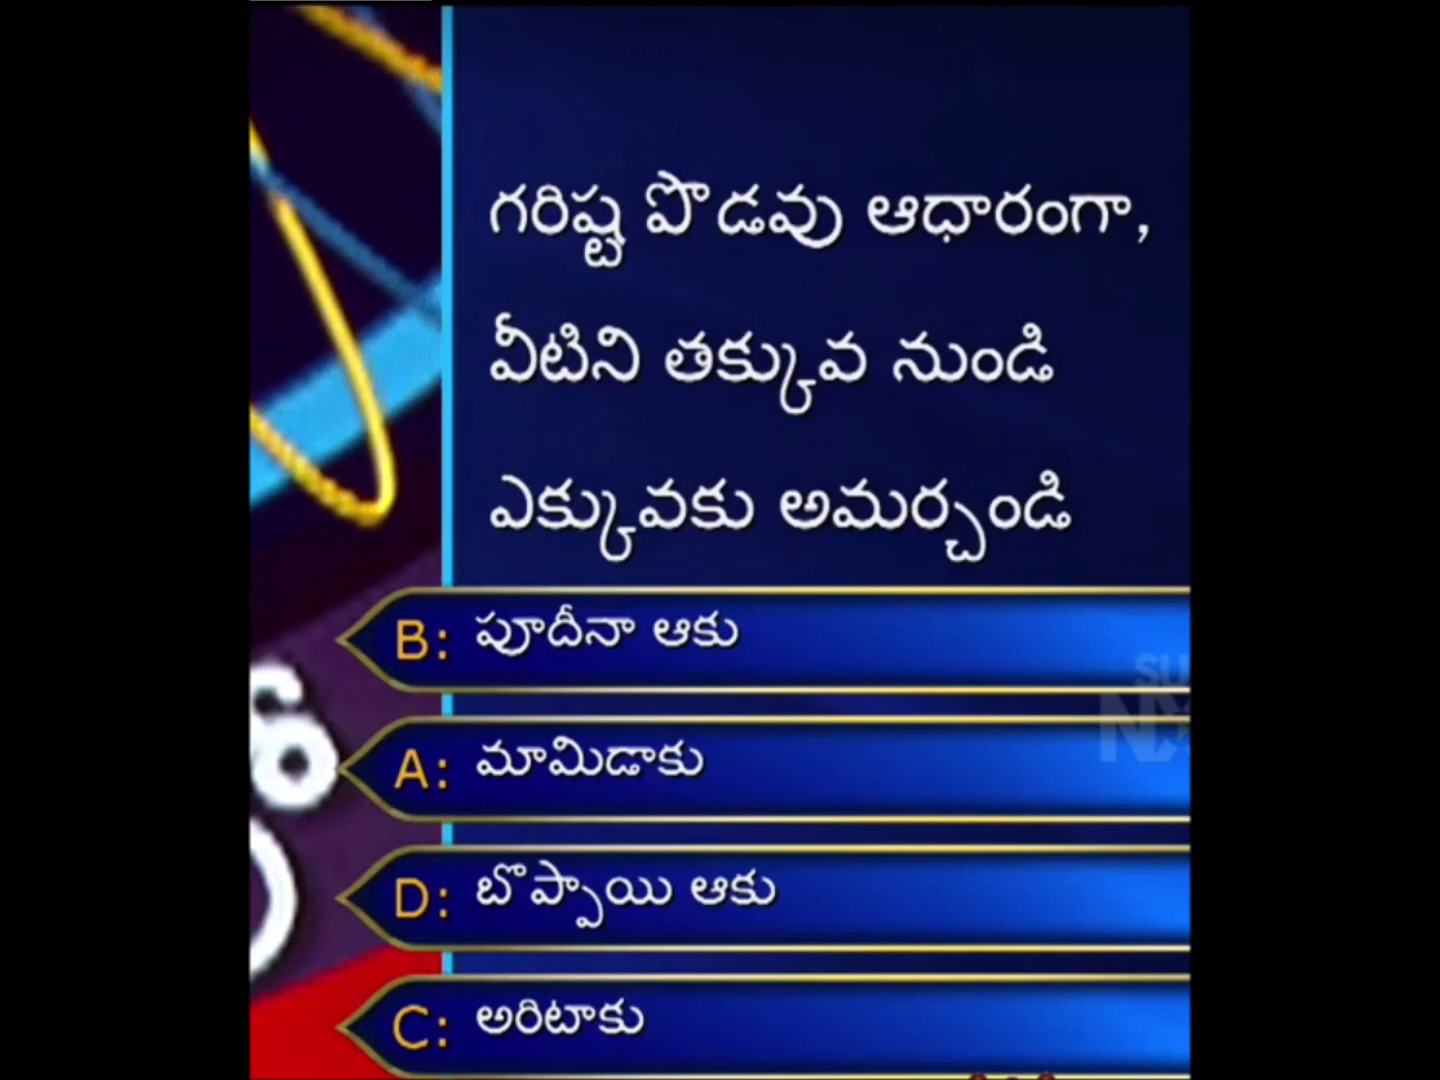 గరిష్ట పొడవు ఆధారంగా,
వీటిని తక్కువ నుండి
ఎక్కువకు అమర్చండి
B: పూదీనా ఆకు
A: మామిడాకు
D: బొప్పాయి ఆకు
C: అరిటాకు